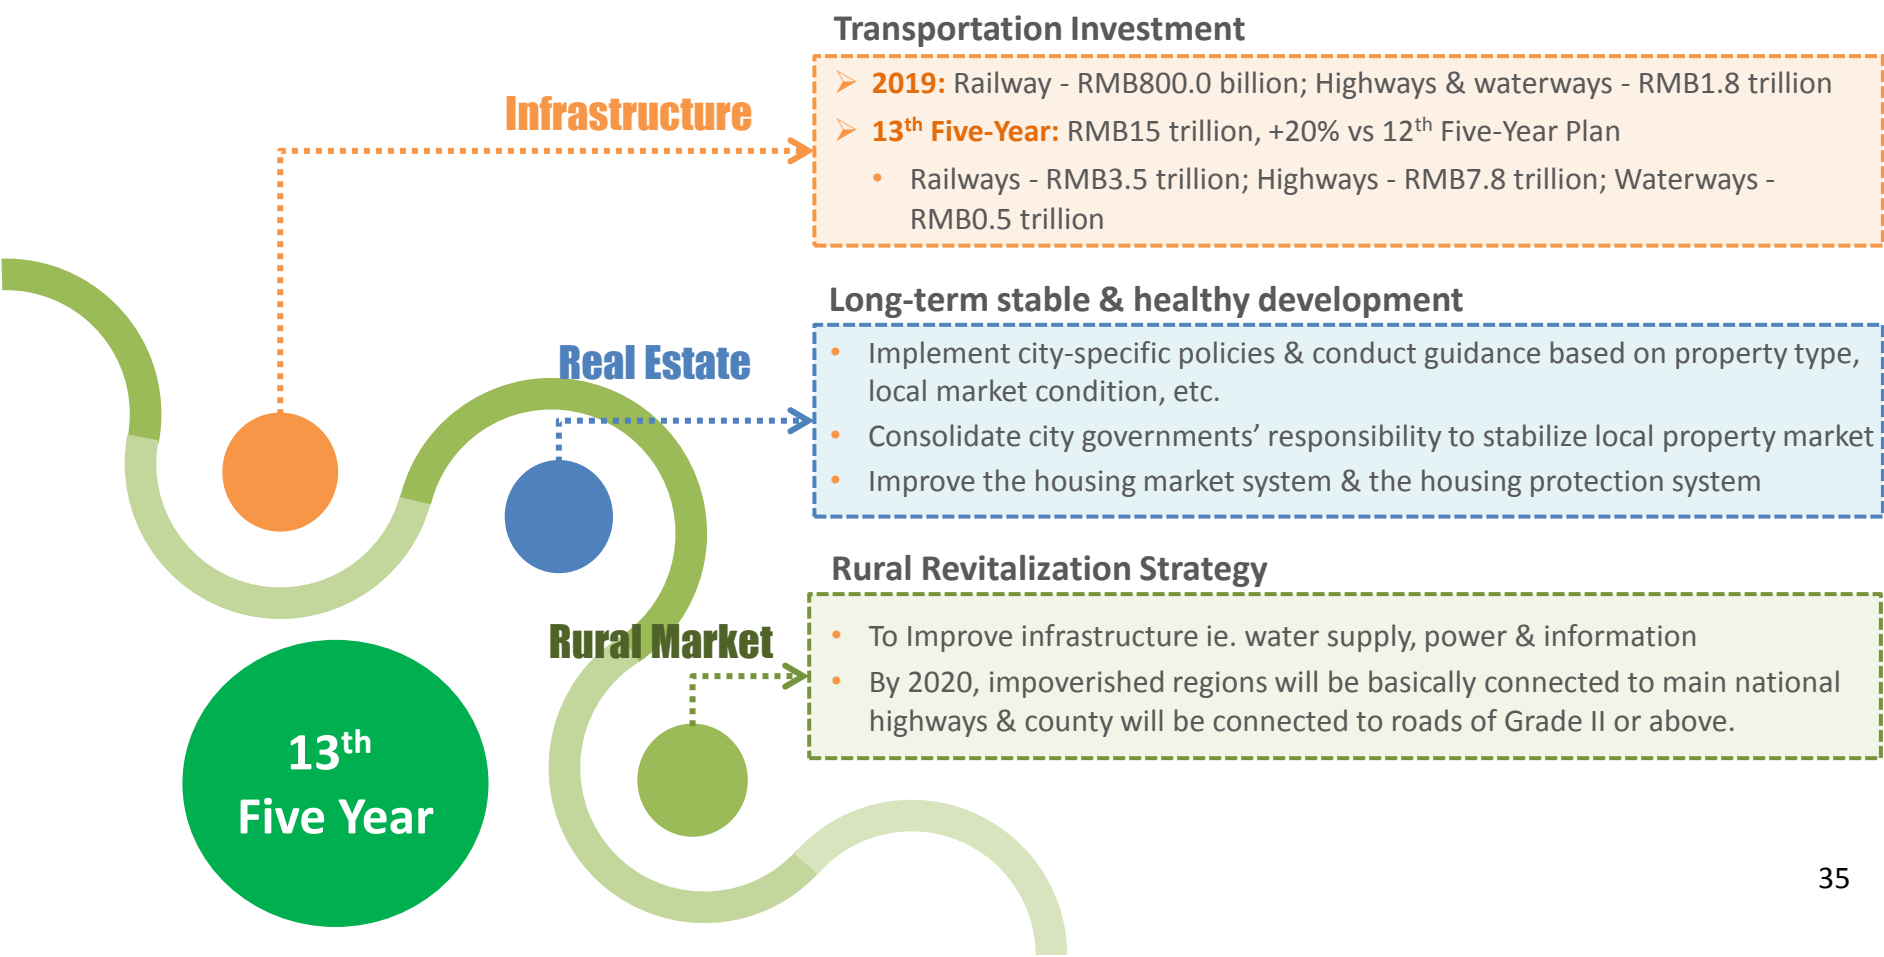 Transportation Investment
Infrastructure
➢ 2019: Railway - RMB800.0 billion; Highways & waterways - RMB1.8 trillion
➢ 13th Five-Year: RMB15 trillion, +20% vs 12th Five-Year Plan
• Railways - RMB3.5 trillion; Highways - RMB7.8 trillion; Waterways -
RMB0.5 trillion
Long-term stable & healthy development
Real Estate
• Implement city-specific policies & conduct guidance based on property type,
local market condition, etc.
• Consolidate city governments’ responsibility to stabilize local property market
• Improve the housing market system & the housing protection system
Rural Revitalization Strategy
Rural Market
• To Improve infrastructure ie. water supply, power & information
• By 2020, impoverished regions will be basically connected to main national
highways & county will be connected to roads of Grade II or above.
13th
Five Year
35